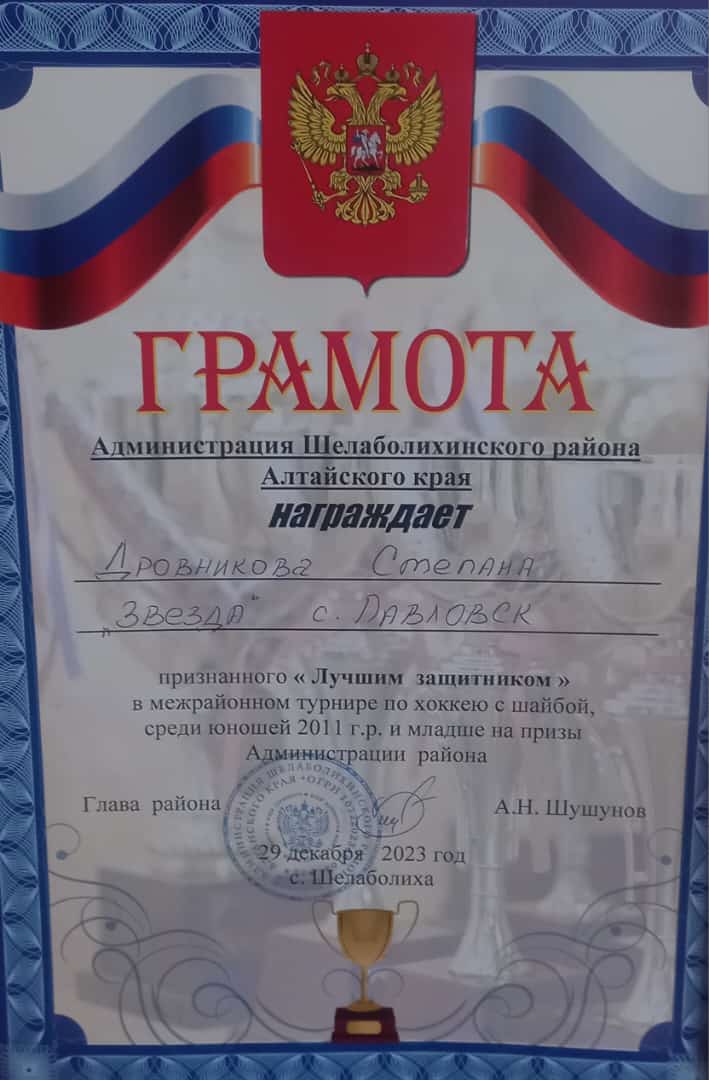 ГРАМОТА
Администрация Шелаболихинского района
Алтайского края
награждает
Дровникова Степана
„Звезда" с. Павловск
признанного « Лучшим защитником »
в межрайонном турнире по хоккею с шайбой,
среди юношей 2011 г.р. и младше на призы
Администрации района
Глава района А.Н. Шушунов
29 декабря 2023 год
с. Шелаболиха